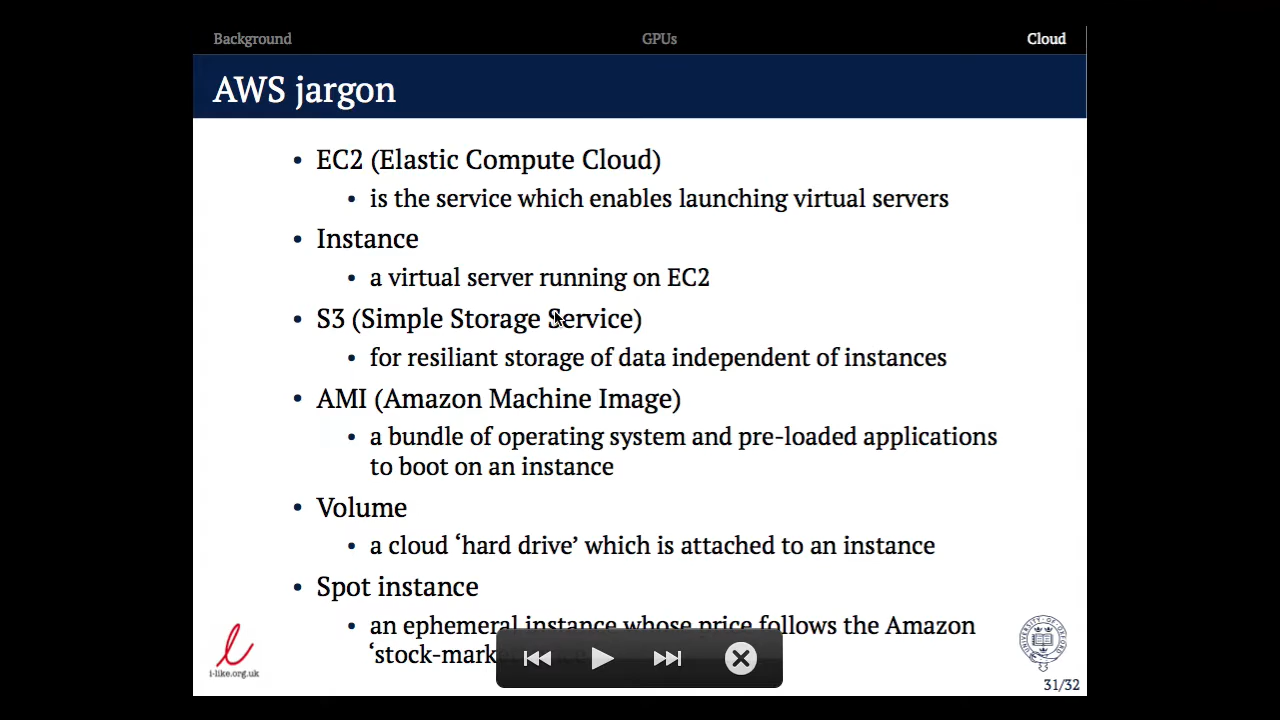 Background GPUs Cloud
AWS jargon
• EC2 (Elastic Compute Cloud)
• is the service which enables launching virtual servers
• Instance
• a virtual server running on EC2
• S3 (Simple Storage Service)
• for resiliant storage of data independent of instances
• AMI (Amazon Machine Image)
• a bundle of operating system and pre-loaded applications
to boot on an instance
• Volume
• a cloud ‘hard drive’ which is attached to an instance
• Spot instance
• an ephemeral instance whose price follows the Amazon
‘stock-mark
i-like.org.uk
UNIVERSITY OF OXFORD
31/32